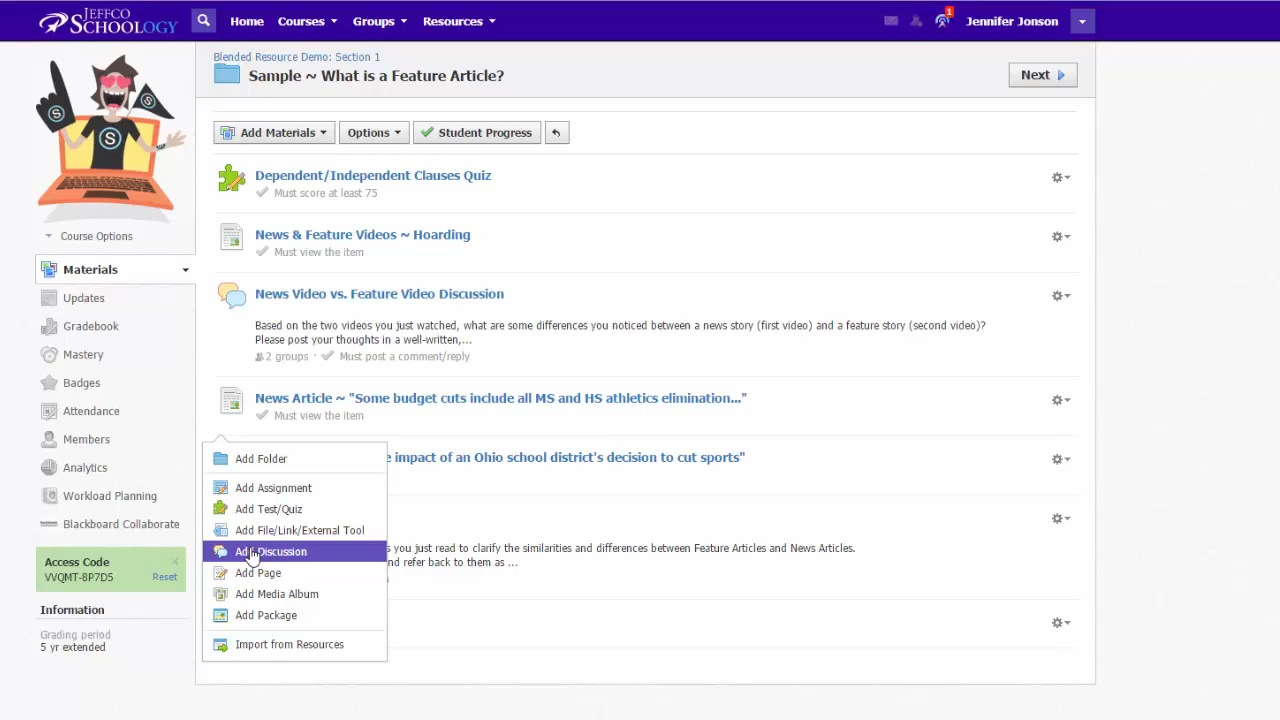 JEFFCO
SCHOOLOGY
Home
Courses
Groups
Resources
1
Jennifer Jonson
Blended Resource Demo: Section 1
Sample ~ What is a Feature Article?
Next
Add Materials
Options
Student Progress
S
S
S
Course Options
Materials
Updates
Gradebook
Mastery
Badges
Attendance
Members
Analytics
Workload Planning
Blackboard Collaborate
Access Code
VVQMT-8P7D5
Reset
Information
Grading period
5 yr extended
Dependent/Independent Clauses Quiz
Must score at least 75
News & Feature Videos ~ Hoarding
Must view the item
News Video vs. Feature Video Discussion
Based on the two videos you just watched, what are some differences you noticed between a news story (first video) and a feature story (second video)?
Please post your thoughts in a well-written,...
2 groups · Must post a comment/reply
News Article ~ "Some budget cuts include all MS and HS athletics elimination..."
Must view the item
impact of an Ohio school district's decision to cut sports"
you just read to clarify the similarities and differences between Feature Articles and News Articles.
and refer back to them as ...
Add Folder
Add Assignment
Add Test/Quiz
Add File/Link/External Tool
Add Discussion
Add Page
Add Media Album
Add Package
Import from Resources